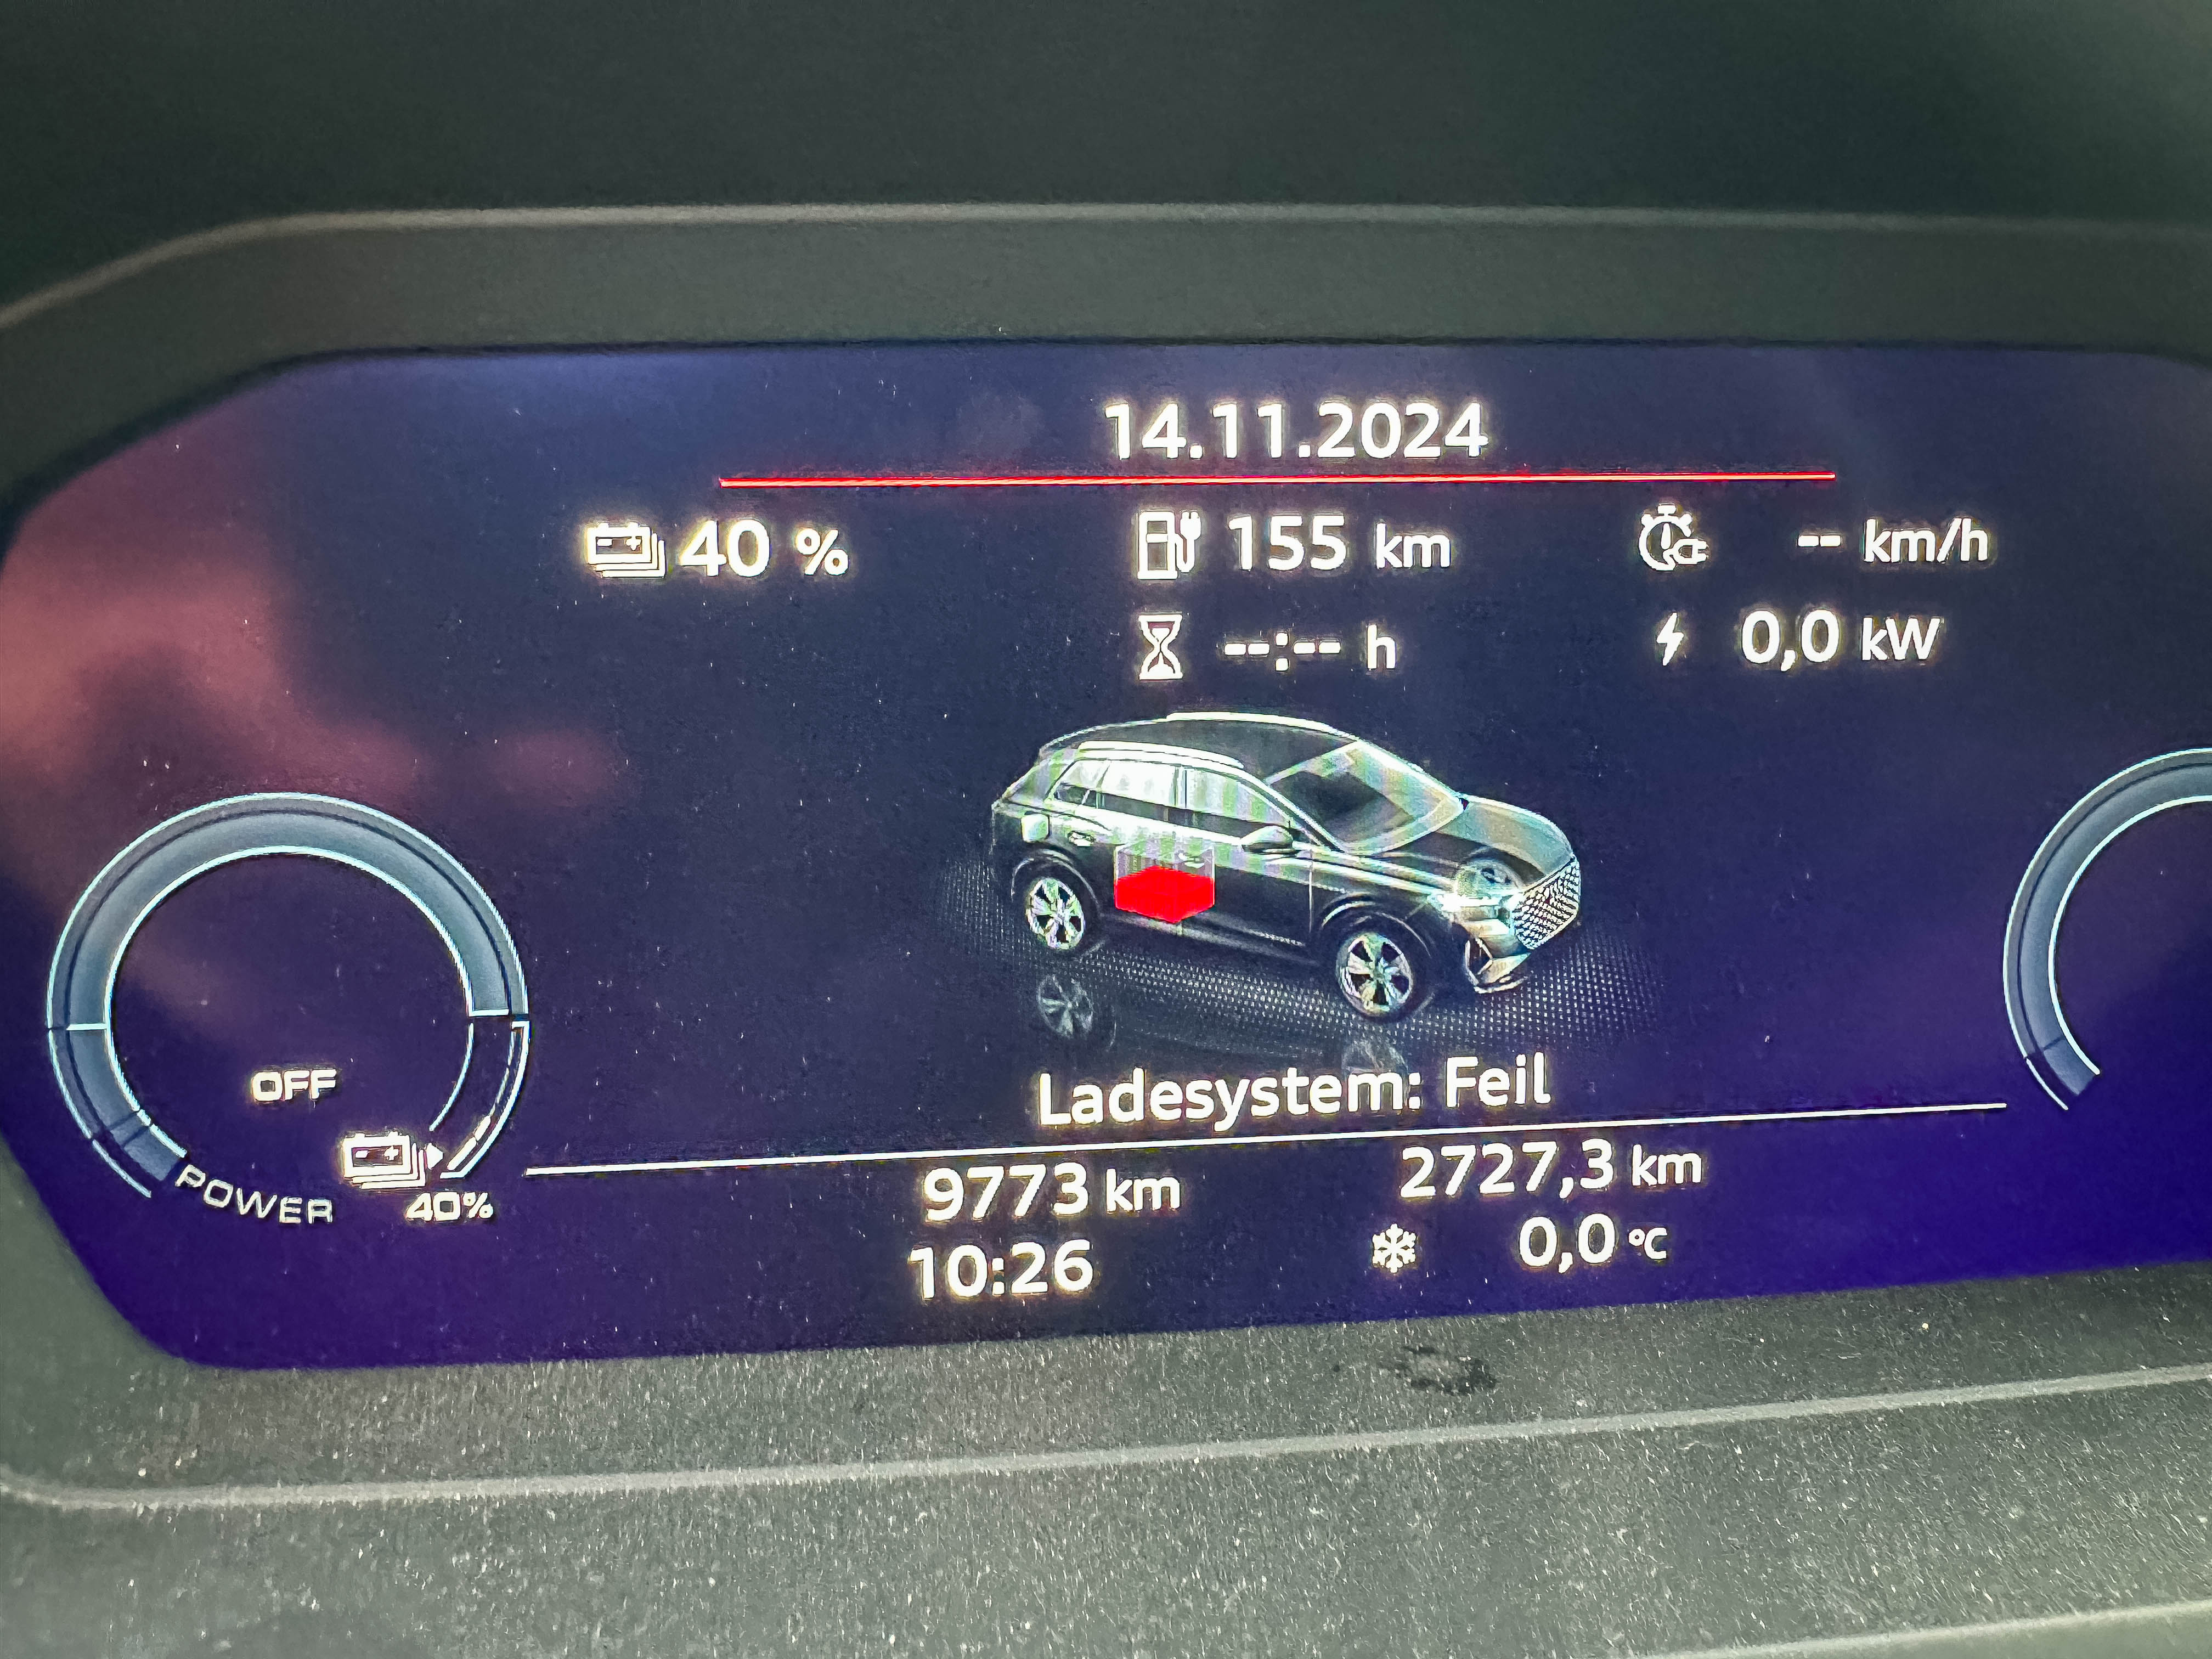 14.11.2024
40 %
155 km
-- km/h
--:-- h
0,0 kW
OFF
Ladesystem: Feil
POWER
40%
9773 km
2727,3 km
10:26
0,0 °C